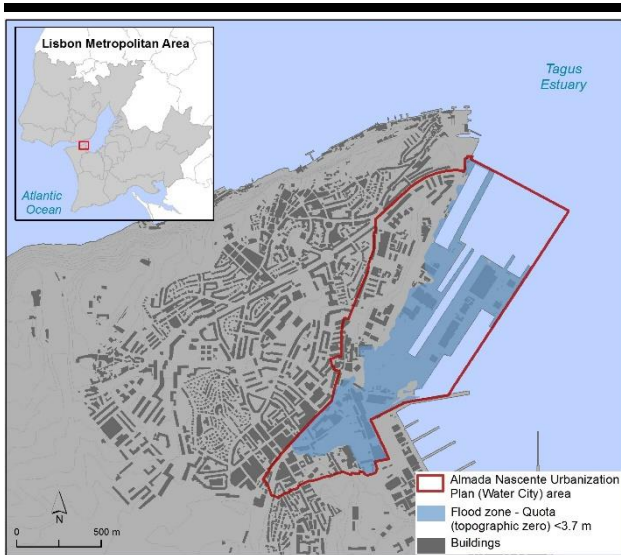 Lisbon Metropolitan Area
Atlantic
Ocean
Tagus
Estuary
N
0
500 m
Almada Nascente Urbanization
Plan (Water City) area
Flood zone - Quota
(topographic zero) <3.7 m
Buildings